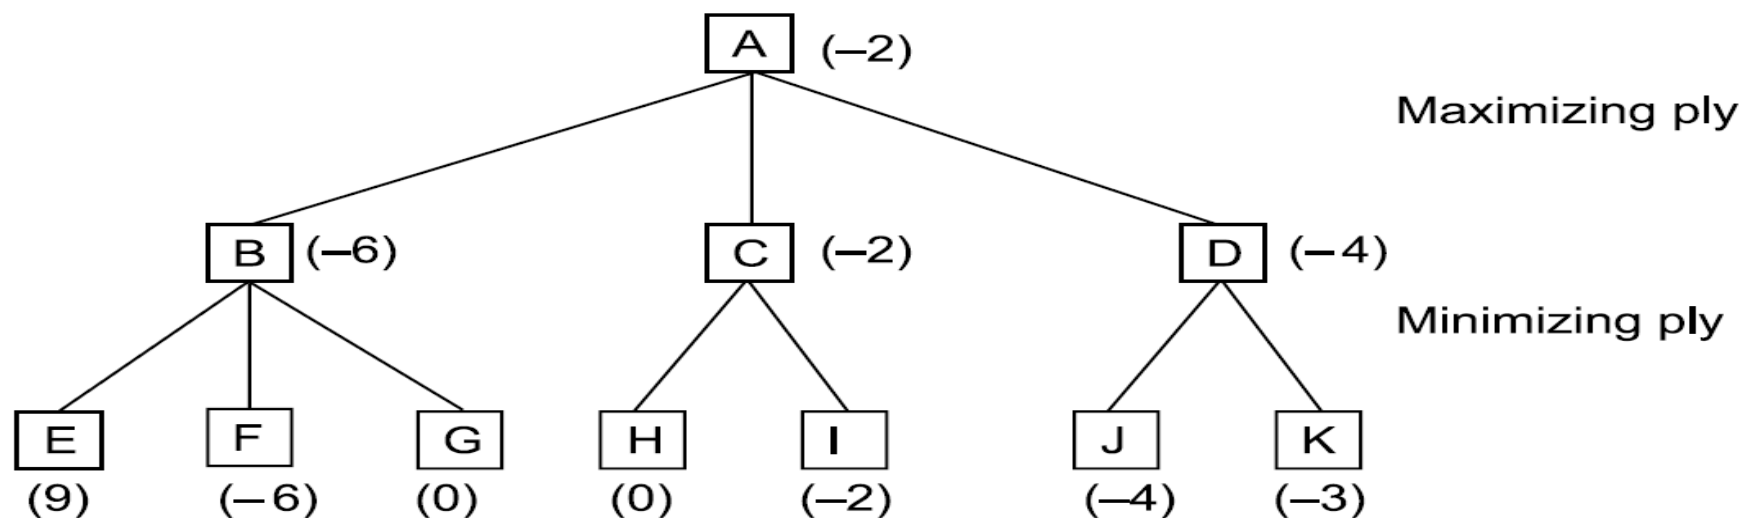 A (–2)
Maximizing ply
B (–6) C (–2) D (–4)
Minimizing ply
E F G H I J K
(9) (–6) (0) (0) (–2) (–4) (–3)